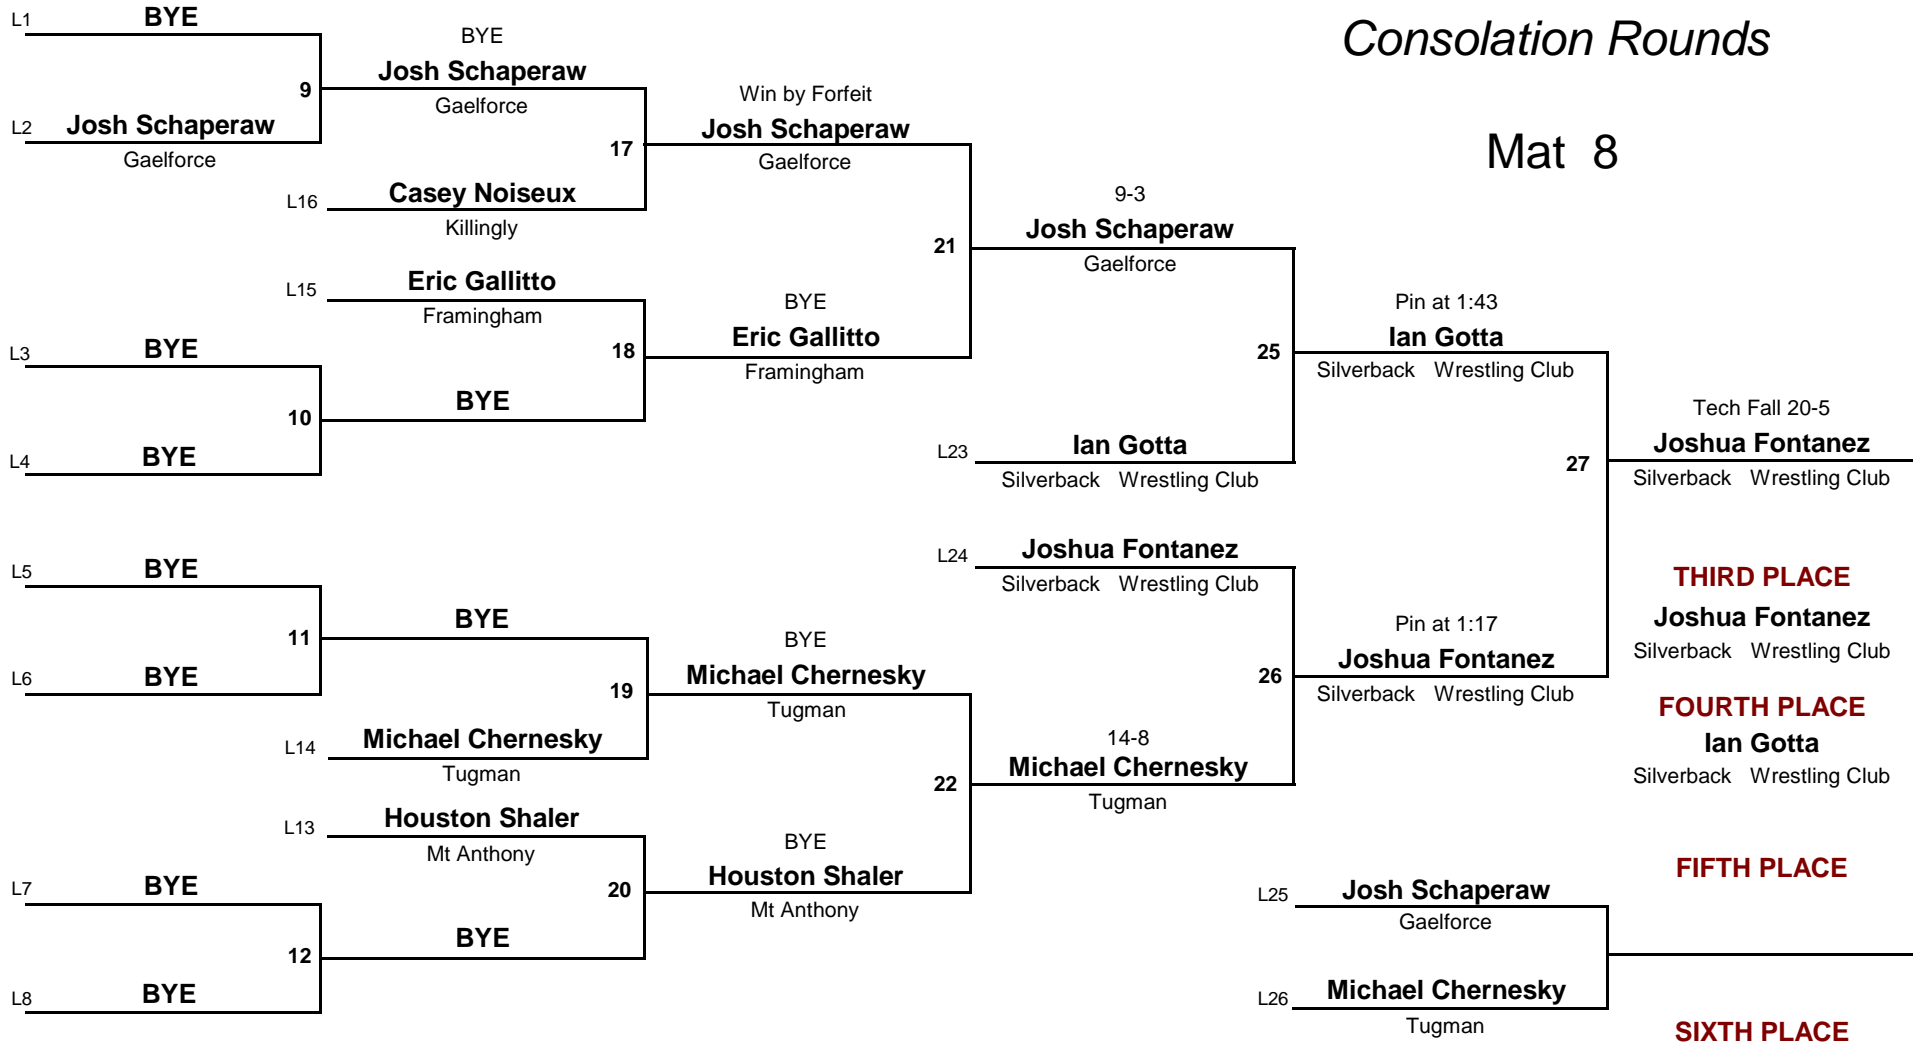 Consolation Rounds
Mat 8
L1 BYE
9
L2 Josh Schaperaw
Gaelforce
BYE
Josh Schaperaw
Gaelforce
17
L16 Casey Noiseux
Killingly
L15 Eric Gallitto
Framingham
L3 BYE
10
L4 BYE
BYE
18
Win by Forfeit
Josh Schaperaw
Gaelforce
21
BYE
Eric Gallitto
Framingham
9-3
Josh Schaperaw
Gaelforce
25
L23 Ian Gotta
Silverback Wrestling Club
Pin at 1:43
Ian Gotta
Silverback Wrestling Club
27
Tech Fall 20-5
Joshua Fontanez
Silverback Wrestling Club
L5 BYE
11
L6 BYE
BYE
19
L14 Michael Chernesky
Tugman
L13 Houston Shaler
Mt Anthony
L7 BYE
12
L8 BYE
BYE
20
BYE
Michael Chernesky
Tugman
22
BYE
Houston Shaler
Mt Anthony
L24 Joshua Fontanez
Silverback Wrestling Club
26
14-8
Michael Chernesky
Tugman
Pin at 1:17
Joshua Fontanez
Silverback Wrestling Club
THIRD PLACE
Joshua Fontanez
Silverback Wrestling Club
FOURTH PLACE
Ian Gotta
Silverback Wrestling Club
L25 Josh Schaperaw
Gaelforce
L26 Michael Chernesky
Tugman
FIFTH PLACE
SIXTH PLACE